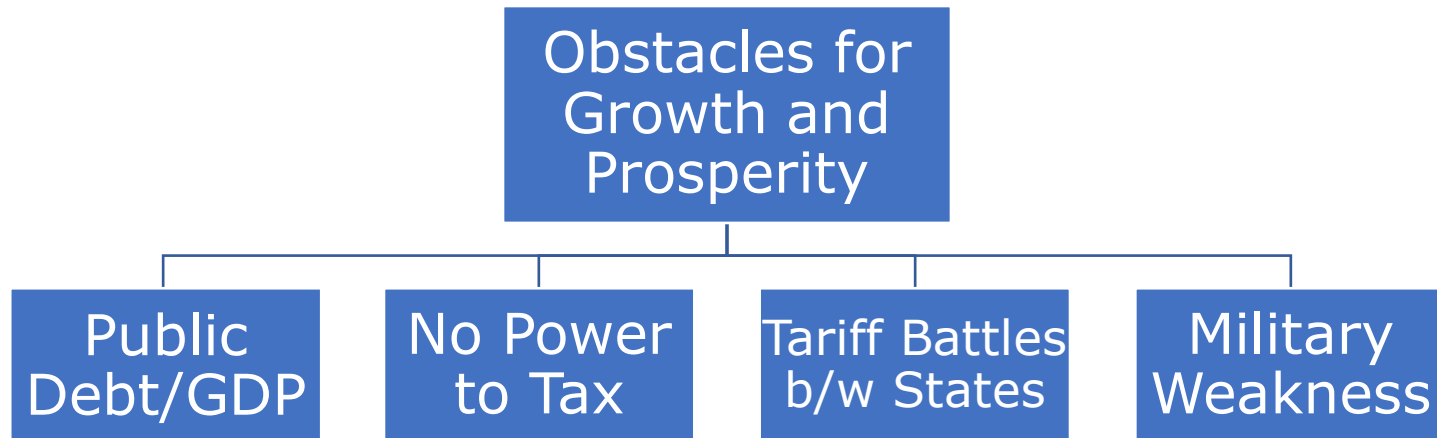 Obstacles for
Growth and
Prosperity
Public
Debt/GDP
No Power
to Tax
Tariff Battles
b/w States
Military
Weakness